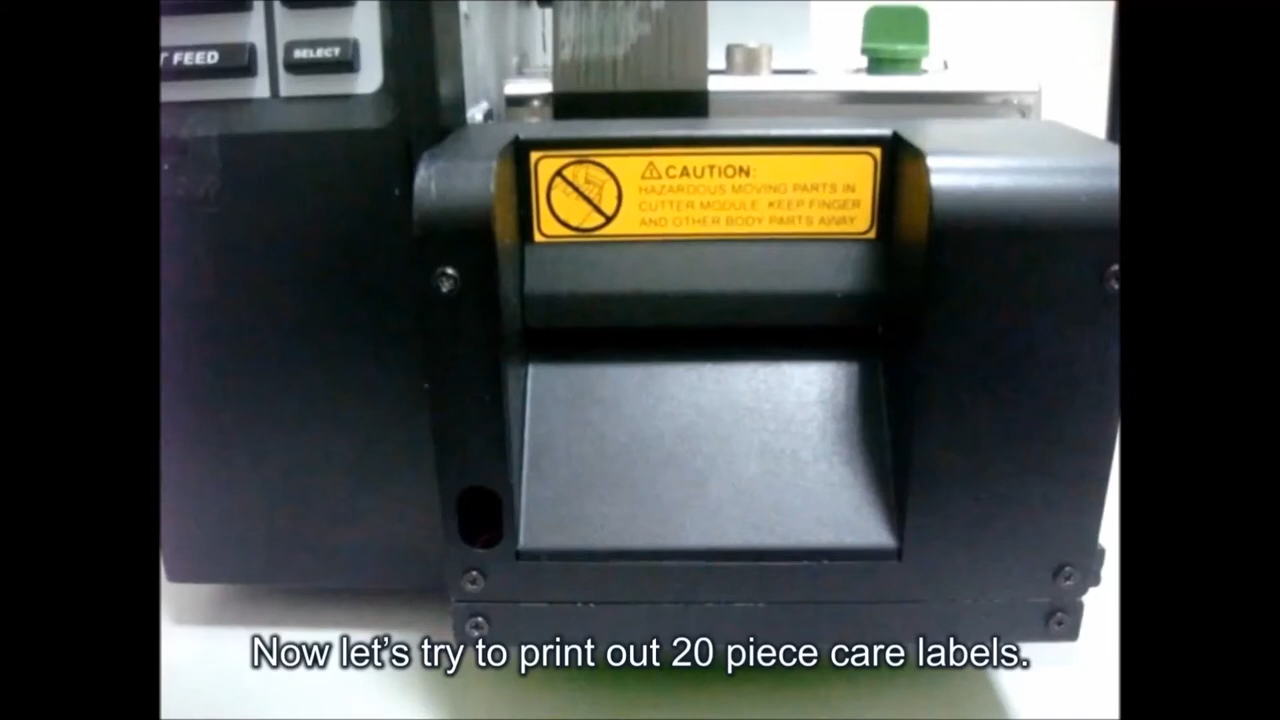 T FEED
SELECT
CAUTION:
HAZARDOUS MOVING PARTS IN
CUTTER MODULE. KEEP FINGER
AND OTHER BODY PARTS AWAY
Now let's try to print out 20 piece care labels.